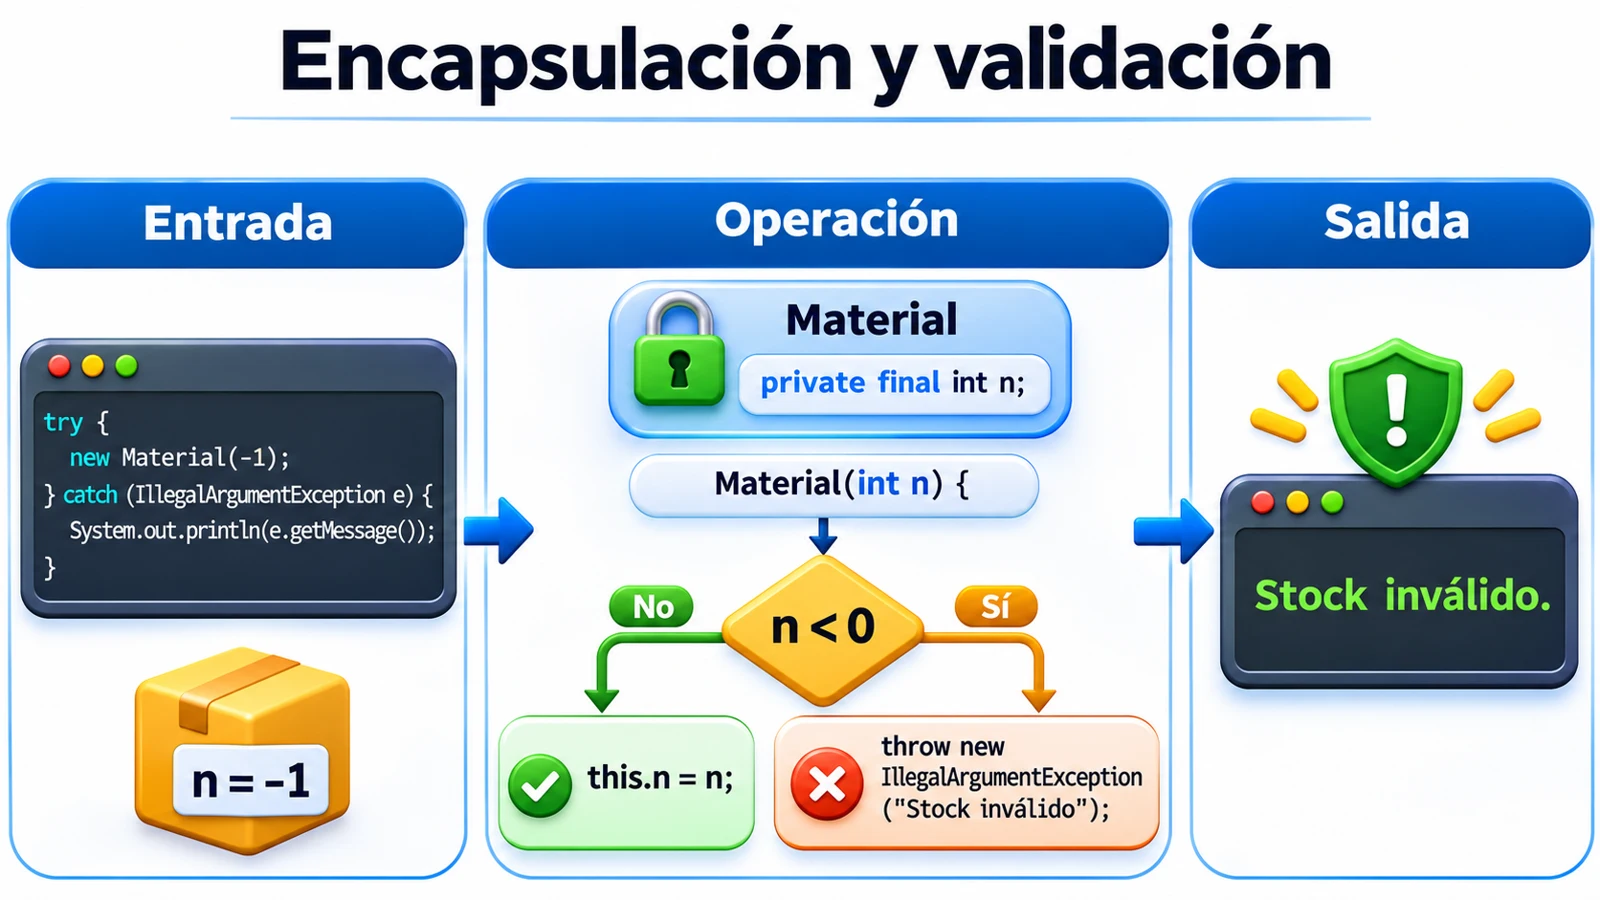 Encapsulación y validación
Entrada
try {
new Material(-1);
} catch (IllegalArgumentException e) {
System.out.println(e.getMessage());
}
n = -1
Operación
Material
private final int n;
Material(int n) {
n < 0
No
Sí
this.n = n;
throw new
IllegalArgumentException
("Stock inválido");
Salida
Stock inválido.